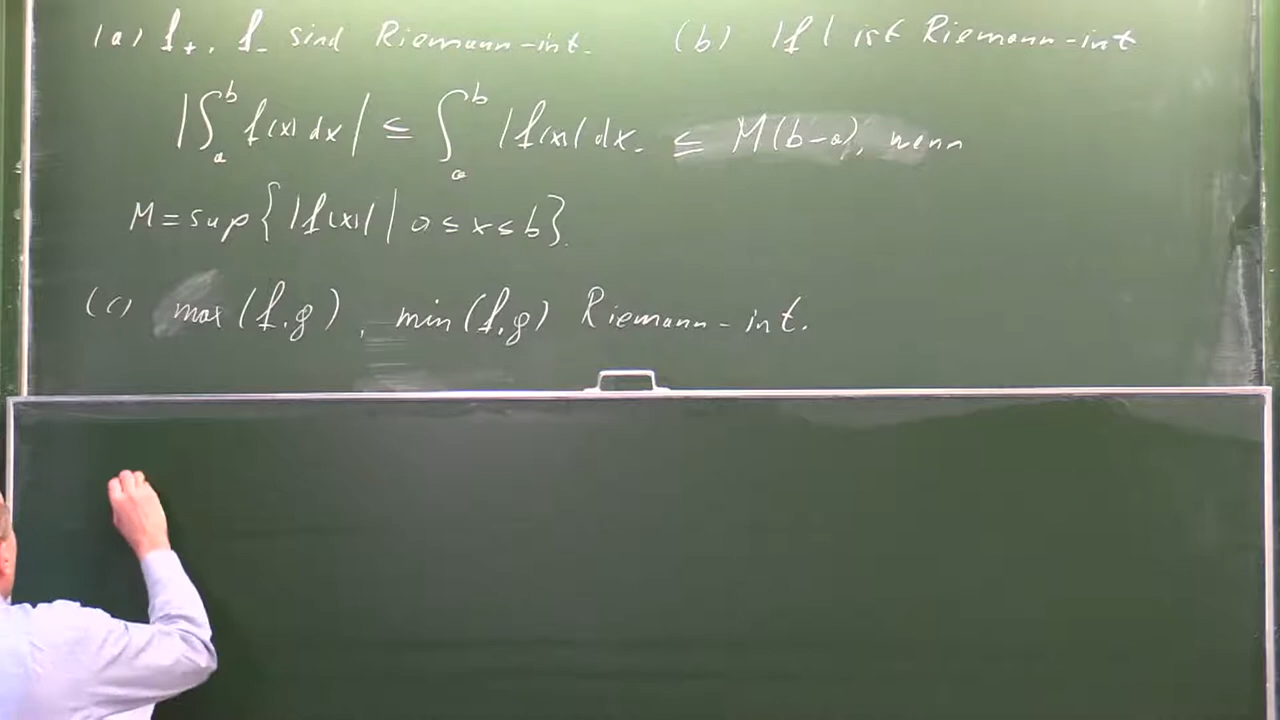 (a) f₊, f₋ sind Riemann-int. (b) |f| ist Riemann-int
|∫ₐᵇ f(x) dx| ≤ ∫ₐᵇ |f(x)| dx. ≤ M(b-a), wenn
M = sup{|f(x)| | a ≤ x ≤ b}.
(c) max(f,g), min(f,g) Riemann-int.